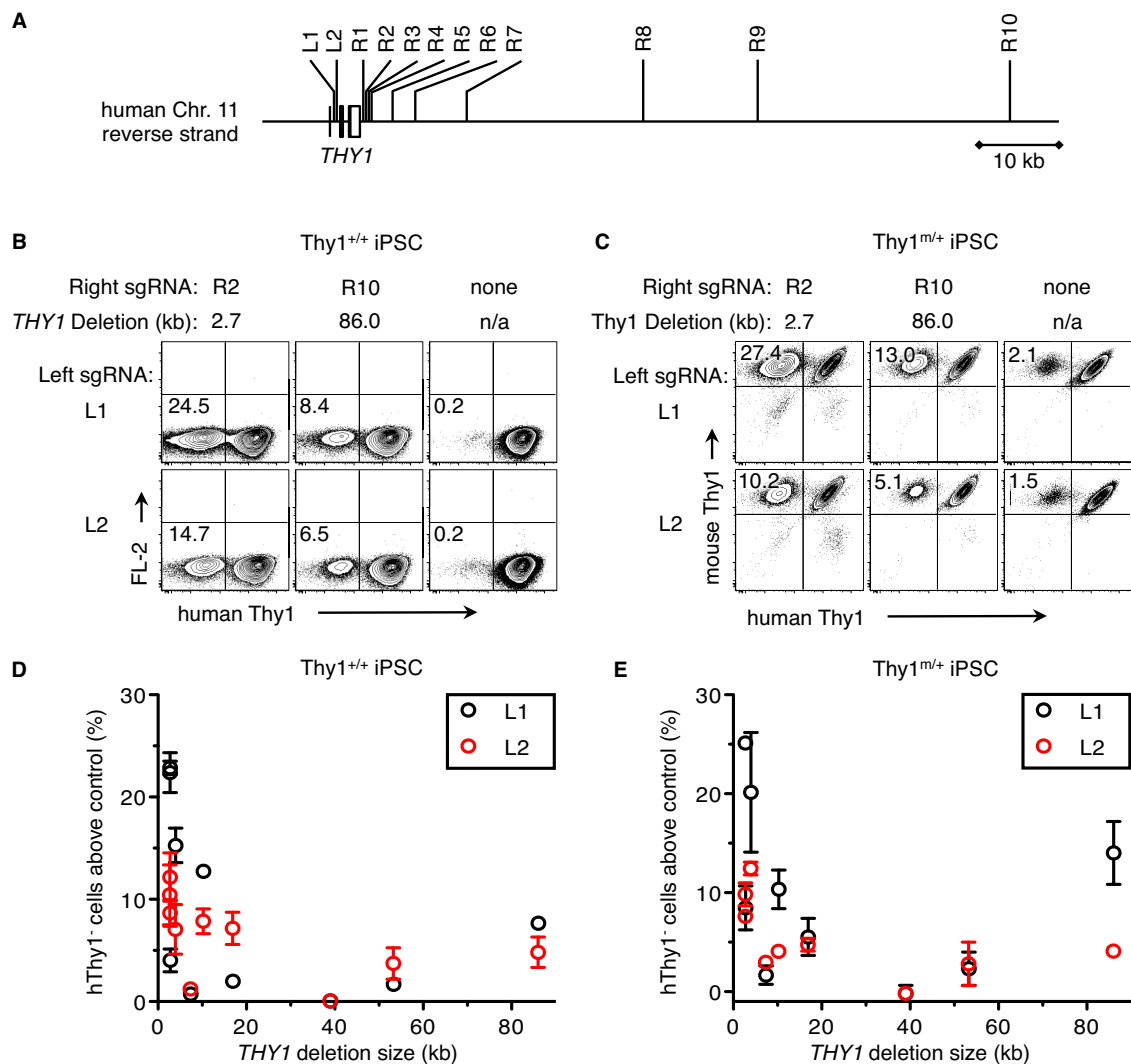 A
L1 L2 R1 R2 R3 R4 R5 R6 R7 R8 R9 R10
human Chr. 11
reverse strand
THY1
10 kb
B
Thy1+/+ iPSC
Right sgRNA: R2 R10 none
THY1 Deletion (kb): 2.7 86.0 n/a
Left sgRNA:
L1
24.5 8.4 0.2
L2
14.7 6.5 0.2
FL-2
human Thy1
C
Thy1m/+ iPSC
Right sgRNA: R2 R10 none
Thy1 Deletion (kb): 2.7 86.0 n/a
Left sgRNA:
27.4 13.0 2.1
L1
10.2 5.1 1.5
L2
mouse Thy1
human Thy1
D
Thy1+/+ iPSC
L1
L2
hThy1- cells above control (%)
30
20
10
0
0 20 40 60 80
THY1 deletion size (kb)
E
Thy1m/+ iPSC
L1
L2
hThy1- cells above control (%)
30
20
10
0
0 20 40 60 80
THY1 deletion size (kb)